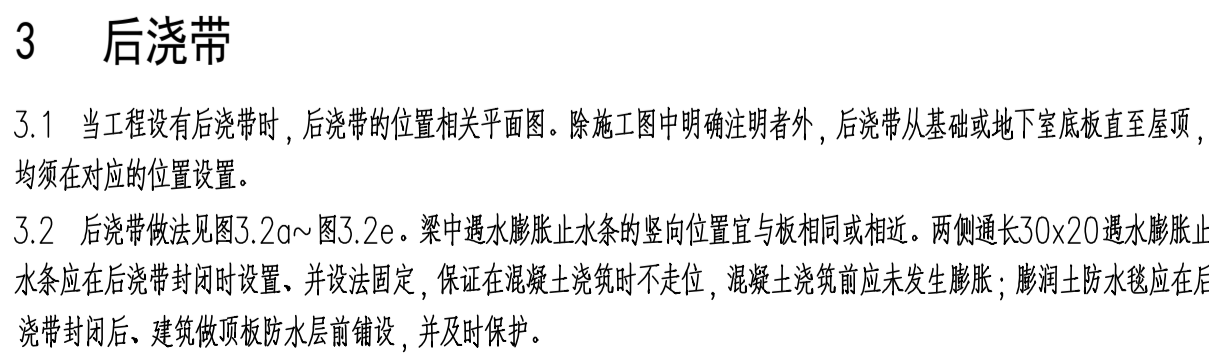 3 后浇带
3.1 当工程设有后浇带时，后浇带的位置相关平面图。除施工图中明确注明者外，后浇带从基础或地下室底板直至屋顶，
均须在对应的位置设置。
3.2 后浇带做法见图3.2a~图3.2e。梁中遇水膨胀止水条的竖向位置宜与板相同或相近。两侧通长30x20遇水膨胀止
水条应在后浇带封闭时设置、并设法固定，保证在混凝土浇筑时不走位，混凝土浇筑前应未发生膨胀；膨润土防水毯应在后
浇带封闭后、建筑做顶板防水层前铺设，并及时保护。